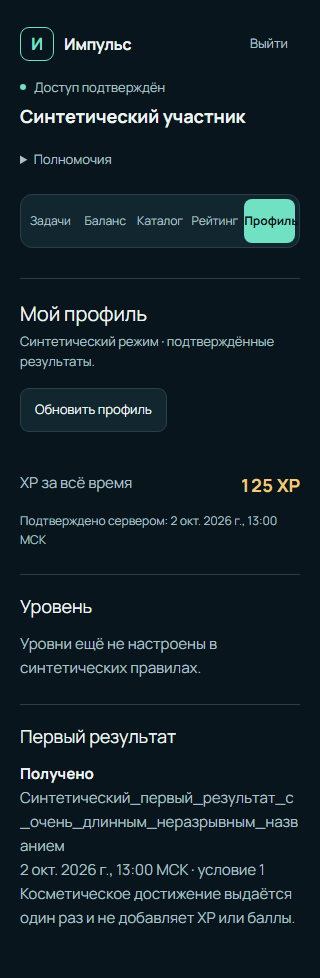 И Импульс Выйти
Доступ подтверждён
Синтетический участник
Полномочия
Задачи Баланс Каталог Рейтинг Профиль
Мой профиль
Синтетический режим · подтверждённые
результаты.
Обновить профиль
XP за всё время 125 XP
Подтверждено сервером: 2 окт. 2026 г., 13:00
МСК
Уровень
Уровни ещё не настроены в
синтетических правилах.
Первый результат
Получено
Синтетический_первый_результат_с
_очень_длинным_неразрывным_назв
анием
2 окт. 2026 г., 13:00 МСК · условие 1
Косметическое достижение выдаётся
один раз и не добавляет XP или баллы.